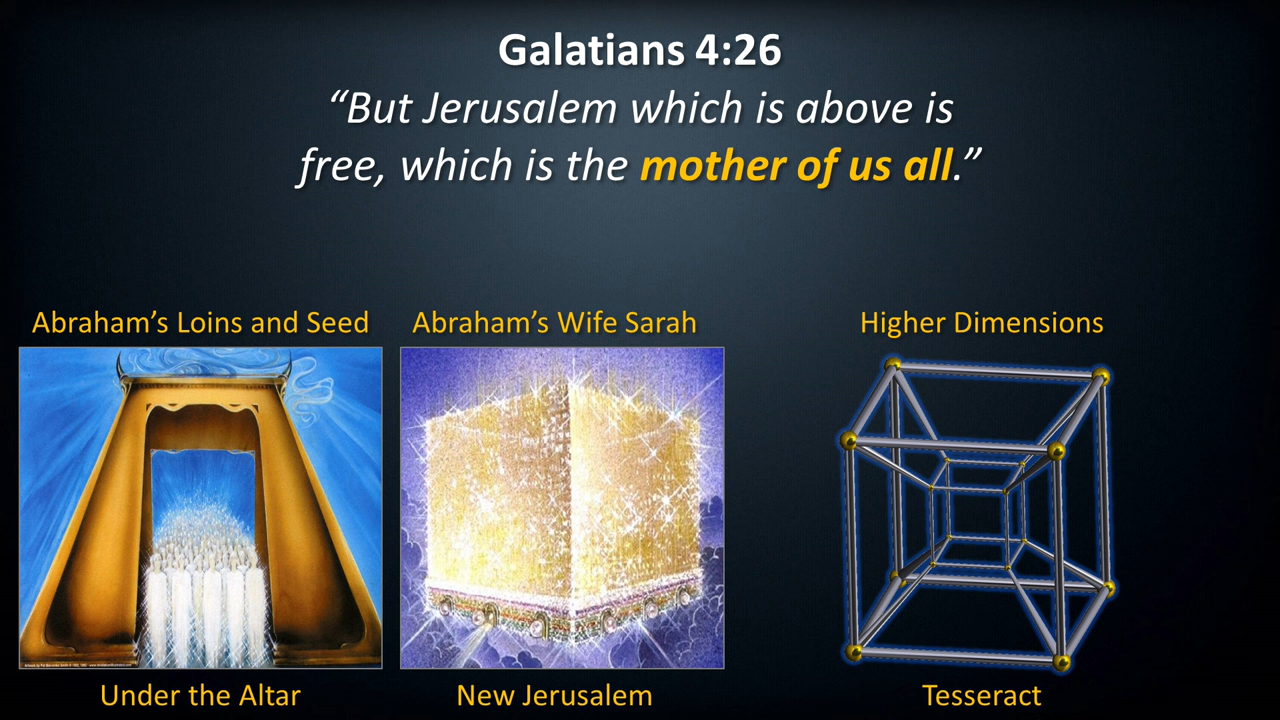 Galatians 4:26
“But Jerusalem which is above is
free, which is the mother of us all.”
Abraham’s Loins and Seed
Abraham’s Wife Sarah
Higher Dimensions
Under the Altar
New Jerusalem
Tesseract